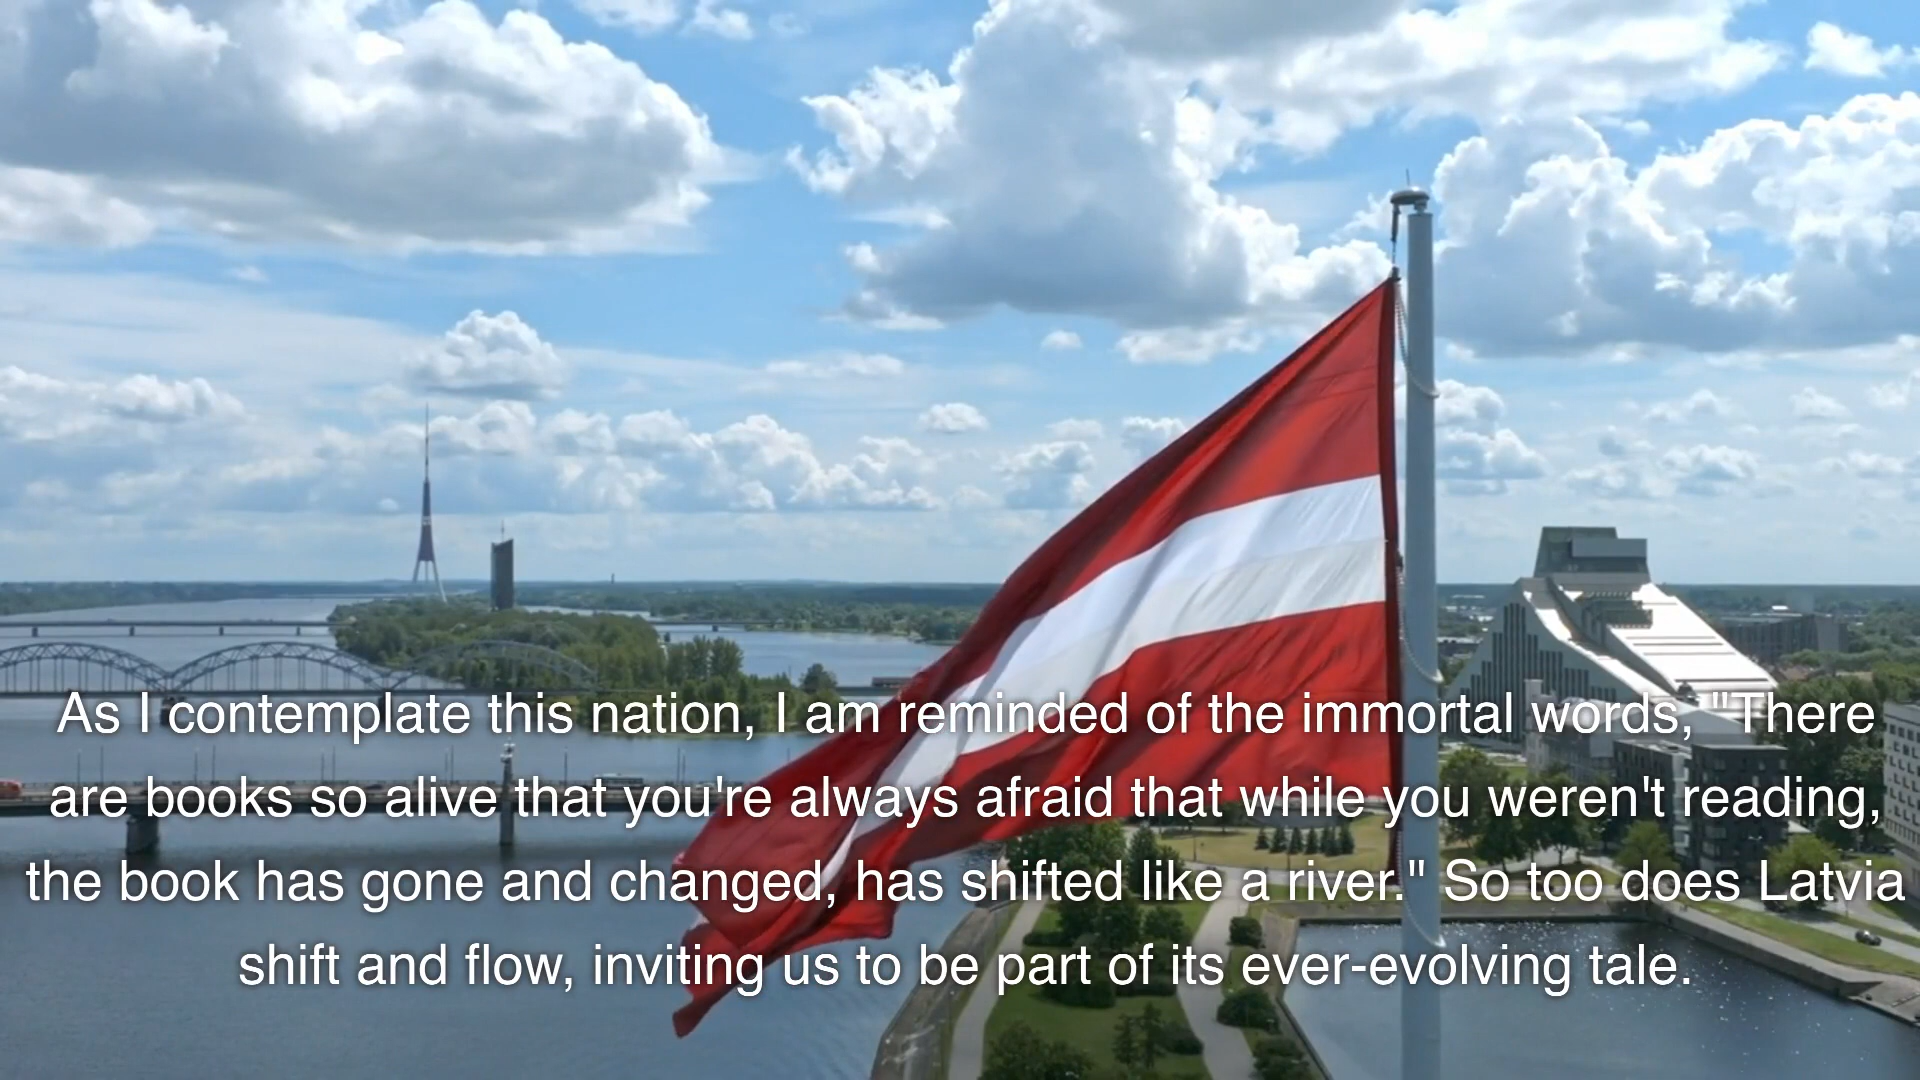 As I contemplate this nation, I am reminded of the immortal words, "There
are books so alive that you're always afraid that while you weren't reading,
the book has gone and changed, has shifted like a river." So too does Latvia
shift and flow, inviting us to be part of its ever-evolving tale.